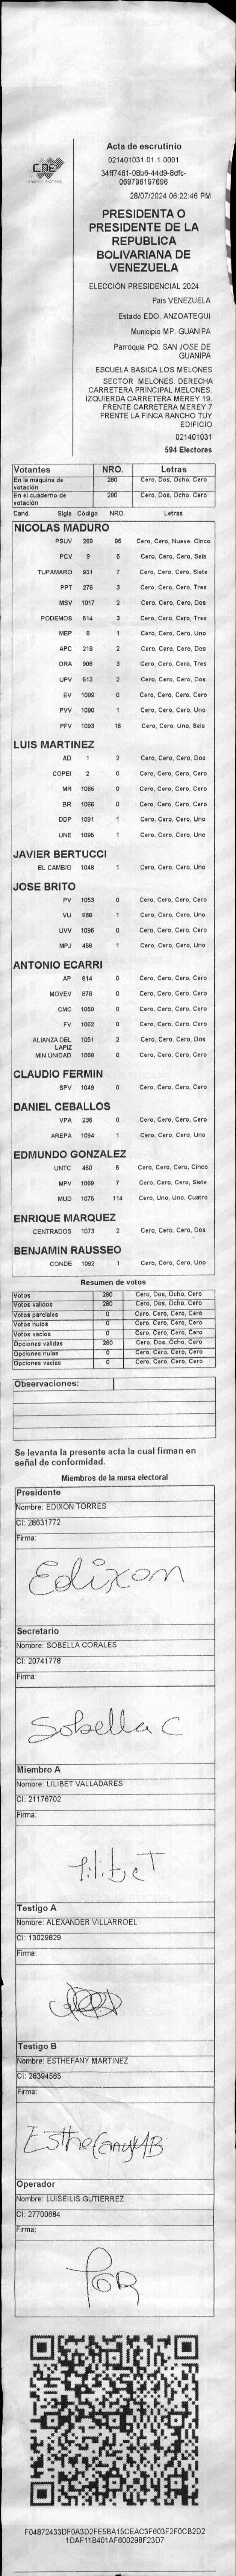 CNE
Acta de escrutinio
021401031.01.1.0001
34ff7461-08b6-44d9-8dfc-
069796197696
28/07/2024 06:22:46 PM
PRESIDENTA O
PRESIDENTE DE LA
REPUBLICA
BOLIVARIANA DE
VENEZUELA
ELECCIÓN PRESIDENCIAL 2024
Pais VENEZUELA
Estado EDO. ANZOATEGUI
Municipio MP. GUANIPA
Parroquia PQ. SAN JOSE DE
GUANIPA
ESCUELA BASICA LOS MELONES
SECTOR MELONES. DERECHA
CARRETERA PRINCIPAL MELONES.
IZQUIERDA CARRETERA MEREY 19.
FRENTE CARRETERA MEREY 7
FRENTE LA FINCA RANCHO TUY
EDIFICIO
021401031
594 Electores
Votantes NRO. Letras
En la máquina de votación 280 Cero, Dos, Ocho, Cero
En el cuaderno de votación 280 Cero, Dos, Ocho, Cero
Cand. Sigla Código NRO. Letras
NICOLAS MADURO
PSUV 269 95 Cero, Cero, Nueve, Cinco
PCV 9 6 Cero, Cero, Cero, Seis
TUPAMARO 931 7 Cero, Cero, Cero, Siete
PPT 276 3 Cero, Cero, Cero, Tres
MSV 1017 2 Cero, Cero, Cero, Dos
PODEMOS 514 3 Cero, Cero, Cero, Tres
MEP 6 1 Cero, Cero, Cero, Uno
APC 219 2 Cero, Cero, Cero, Dos
ORA 906 3 Cero, Cero, Cero, Tres
UPV 513 2 Cero, Cero, Cero, Dos
EV 1099 0 Cero, Cero, Cero, Cero
PVV 1090 1 Cero, Cero, Cero, Uno
PFV 1093 16 Cero, Cero, Uno, Seis
LUIS MARTINEZ
AD 1 2 Cero, Cero, Cero, Dos
COPEI 2 0 Cero, Cero, Cero, Cero
MR 1065 0 Cero, Cero, Cero, Cero
BR 1066 0 Cero, Cero, Cero, Cero
DDP 1091 1 Cero, Cero, Cero, Uno
UNE 1095 1 Cero, Cero, Cero, Uno
JAVIER BERTUCCI
EL CAMBIO 1048 1 Cero, Cero, Cero, Uno
JOSE BRITO
PV 1053 0 Cero, Cero, Cero, Cero
VU 968 1 Cero, Cero, Cero, Uno
UVV 1096 0 Cero, Cero, Cero, Cero
MPJ 458 1 Cero, Cero, Cero, Uno
ANTONIO ECARRI
AP 814 0 Cero, Cero, Cero, Cero
MOVEV 876 0 Cero, Cero, Cero, Cero
CMC 1050 0 Cero, Cero, Cero, Cero
FV 1062 0 Cero, Cero, Cero, Cero
ALIANZA DEL LAPIZ 1051 2 Cero, Cero, Cero, Dos
MIN UNIDAD 1068 0 Cero, Cero, Cero, Cero
CLAUDIO FERMIN
SPV 1049 0 Cero, Cero, Cero, Cero
DANIEL CEBALLOS
VPA 236 0 Cero, Cero, Cero, Cero
AREPA 1094 1 Cero, Cero, Cero, Uno
EDMUNDO GONZALEZ
UNTC 460 5 Cero, Cero, Cero, Cinco
MPV 1069 7 Cero, Cero, Cero, Siete
MUD 1075 114 Cero, Uno, Uno, Cuatro
ENRIQUE MARQUEZ
CENTRADOS 1073 2 Cero, Cero, Cero, Dos
BENJAMIN RAUSSEO
CONDE 1092 1 Cero, Cero, Cero, Uno
Resumen de votos
Votos 280 Cero, Dos, Ocho, Cero
Votos validos 280 Cero, Dos, Ocho, Cero
Votos parciales 0 Cero, Cero, Cero, Cero
Votos nulos 0 Cero, Cero, Cero, Cero
Votos vacios 0 Cero, Cero, Cero, Cero
Opciones validas 280 Cero, Dos, Ocho, Cero
Opciones nulas 0 Cero, Cero, Cero, Cero
Opciones vacias 0 Cero, Cero, Cero, Cero
Observaciones:
Se levanta la presente acta la cual firman en
señal de conformidad.
Miembros de la mesa electoral
Presidente
Nombre: EDIXON TORRES
CI: 28631772
Firma:
Edixon
Secretario
Nombre: SOBELLA CORALES
CI: 20741778
Firma:
Sobella C
Miembro A
Nombre: LILIBET VALLADARES
CI: 21176702
Firma:
lilibeT
Testigo A
Nombre: ALEXANDER VILLARROEL
CI: 13029829
Firma:
Testigo B
Nombre: ESTHEFANY MARTINEZ
CI: 28394565
Firma:
EsthefanyMB
Operador
Nombre: LUISEILIS GUTIERREZ
CI: 27700684
Firma:
F04872433DF0A3D2FE5BA15CEAC3F603F2F0CB2D2
1DAF11B401AF600298F23D7